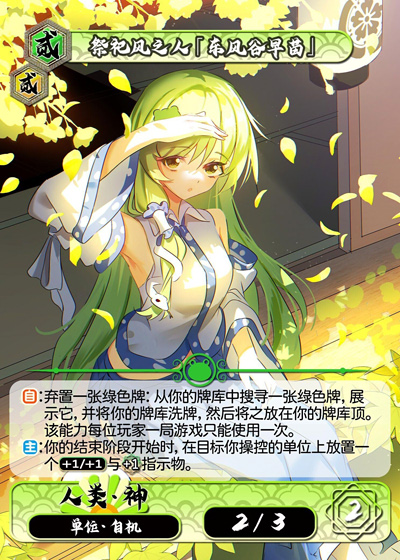 贰
祭祀风之人「东风谷早苗」
贰
自:弃置一张绿色牌: 从你的牌库中搜寻一张绿色牌, 展
示它, 并将你的牌库洗牌, 然后将之放在你的牌库顶。
该能力每位玩家一局游戏只能使用一次。
主:你的结束阶段开始时, 在目标你操控的单位上放置一
个 +1/+1 与 +1 指示物。
人类·神
单位·自机
2 / 3
2